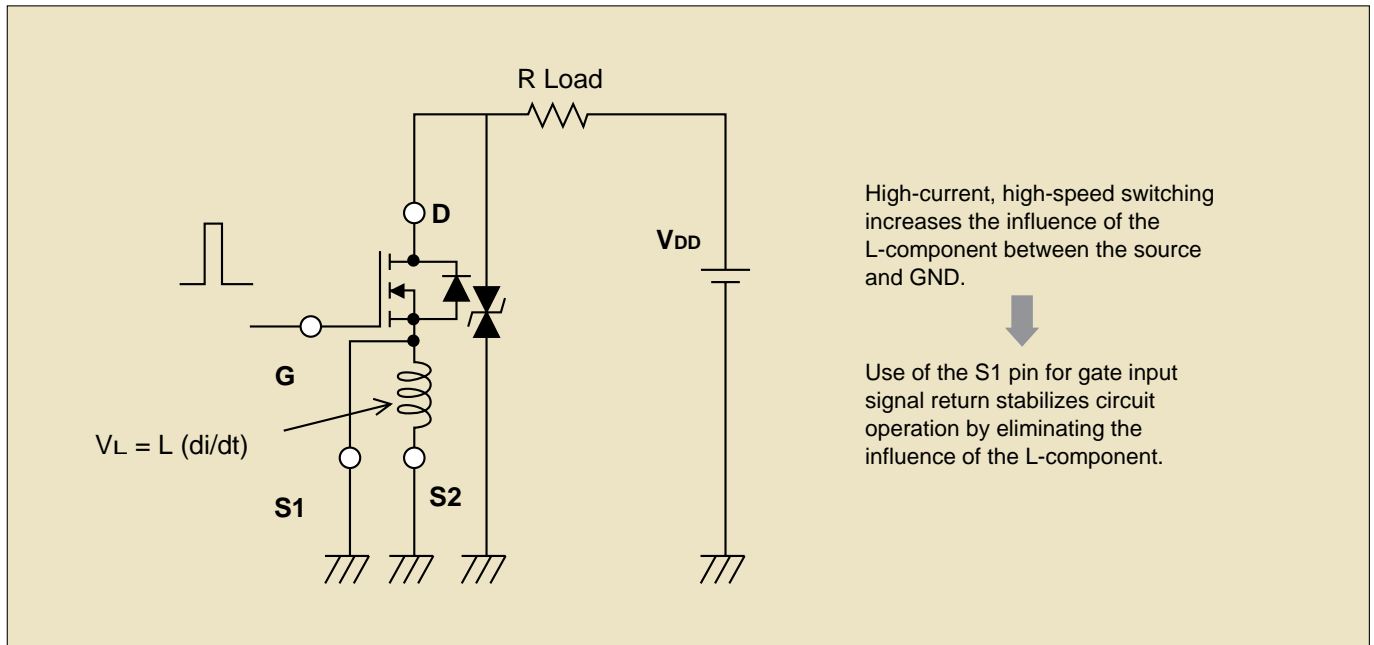 R Load
D
VDD
G
VL = L (di/dt)
S1
S2
High-current, high-speed switching
increases the influence of the
L-component between the source
and GND.
Use of the S1 pin for gate input
signal return stabilizes circuit
operation by eliminating the
influence of the L-component.